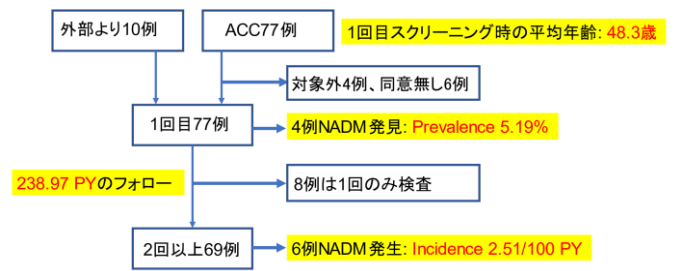 外部より10例
ACC77例
1回目スクリーニング時の平均年齢: 48.3歳
対象外4例、同意無し6例
1回目77例
4例NADM発見: Prevalence 5.19%
238.97 PYのフォロー
8例は1回のみ検査
2回以上69例
6例NADM発生: Incidence 2.51/100 PY